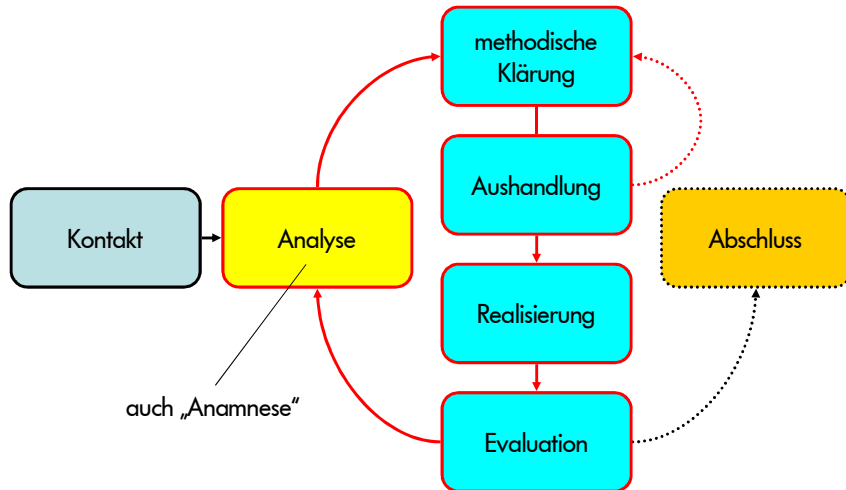 methodische
Klärung
Aushandlung
Kontakt
Analyse
Abschluss
Realisierung
auch „Anamnese“
Evaluation